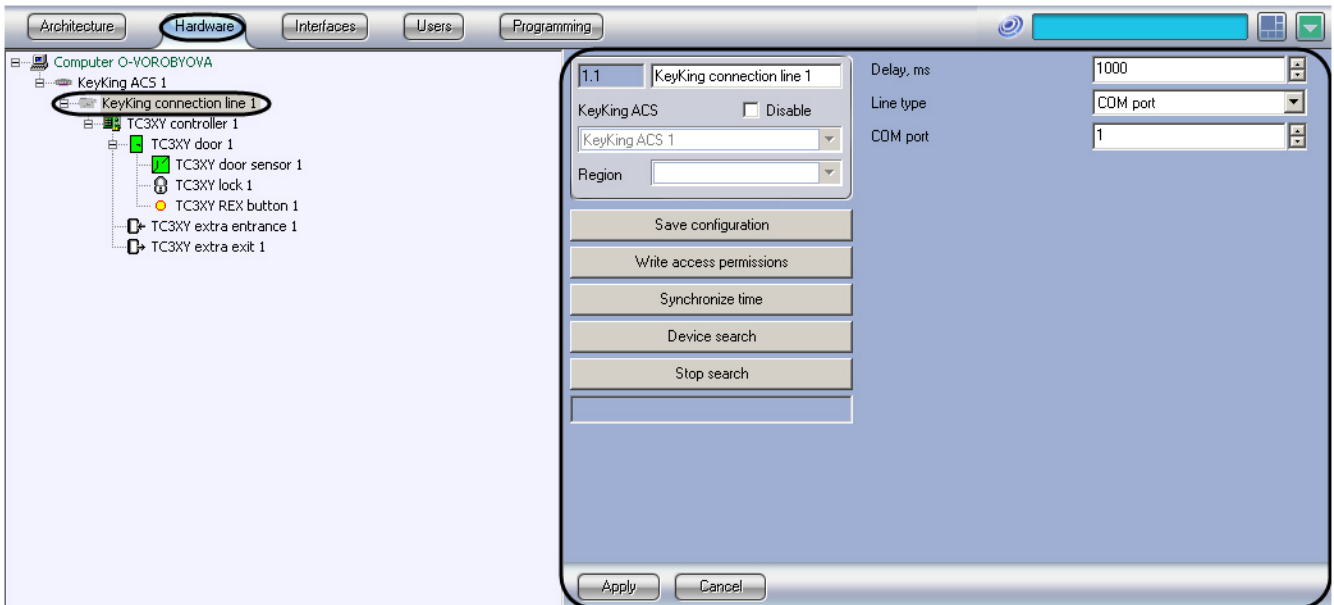 Architecture Hardware Interfaces Users Programming
Computer O-VOROBYOVA
KeyKing ACS 1
KeyKing connection line 1
TC3XY controller 1
TC3XY door 1
TC3XY door sensor 1
TC3XY lock 1
TC3XY REX button 1
TC3XY extra entrance 1
TC3XY extra exit 1
1.1 KeyKing connection line 1
KeyKing ACS Disable
KeyKing ACS 1
Region
Save configuration
Write access permissions
Synchronize time
Device search
Stop search
Delay, ms 1000
Line type COM port
COM port 1
Apply Cancel